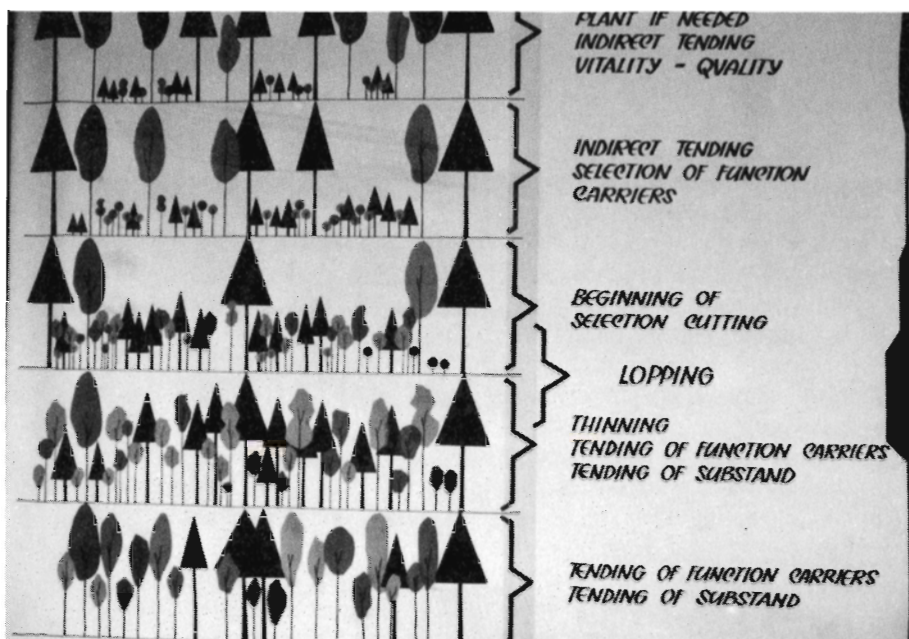 PLANT IF NEEDED
INDIRECT TENDING
VITALITY - QUALITY
INDIRECT TENDING
SELECTION OF FUNCTION
CARRIERS
BEGINNING OF
SELECTION CUTTING
LOPPING
THINNING
TENDING OF FUNCTION CARRIERS
TENDING OF SUBSTAND
TENDING OF FUNCTION CARRIERS
TENDING OF SUBSTAND